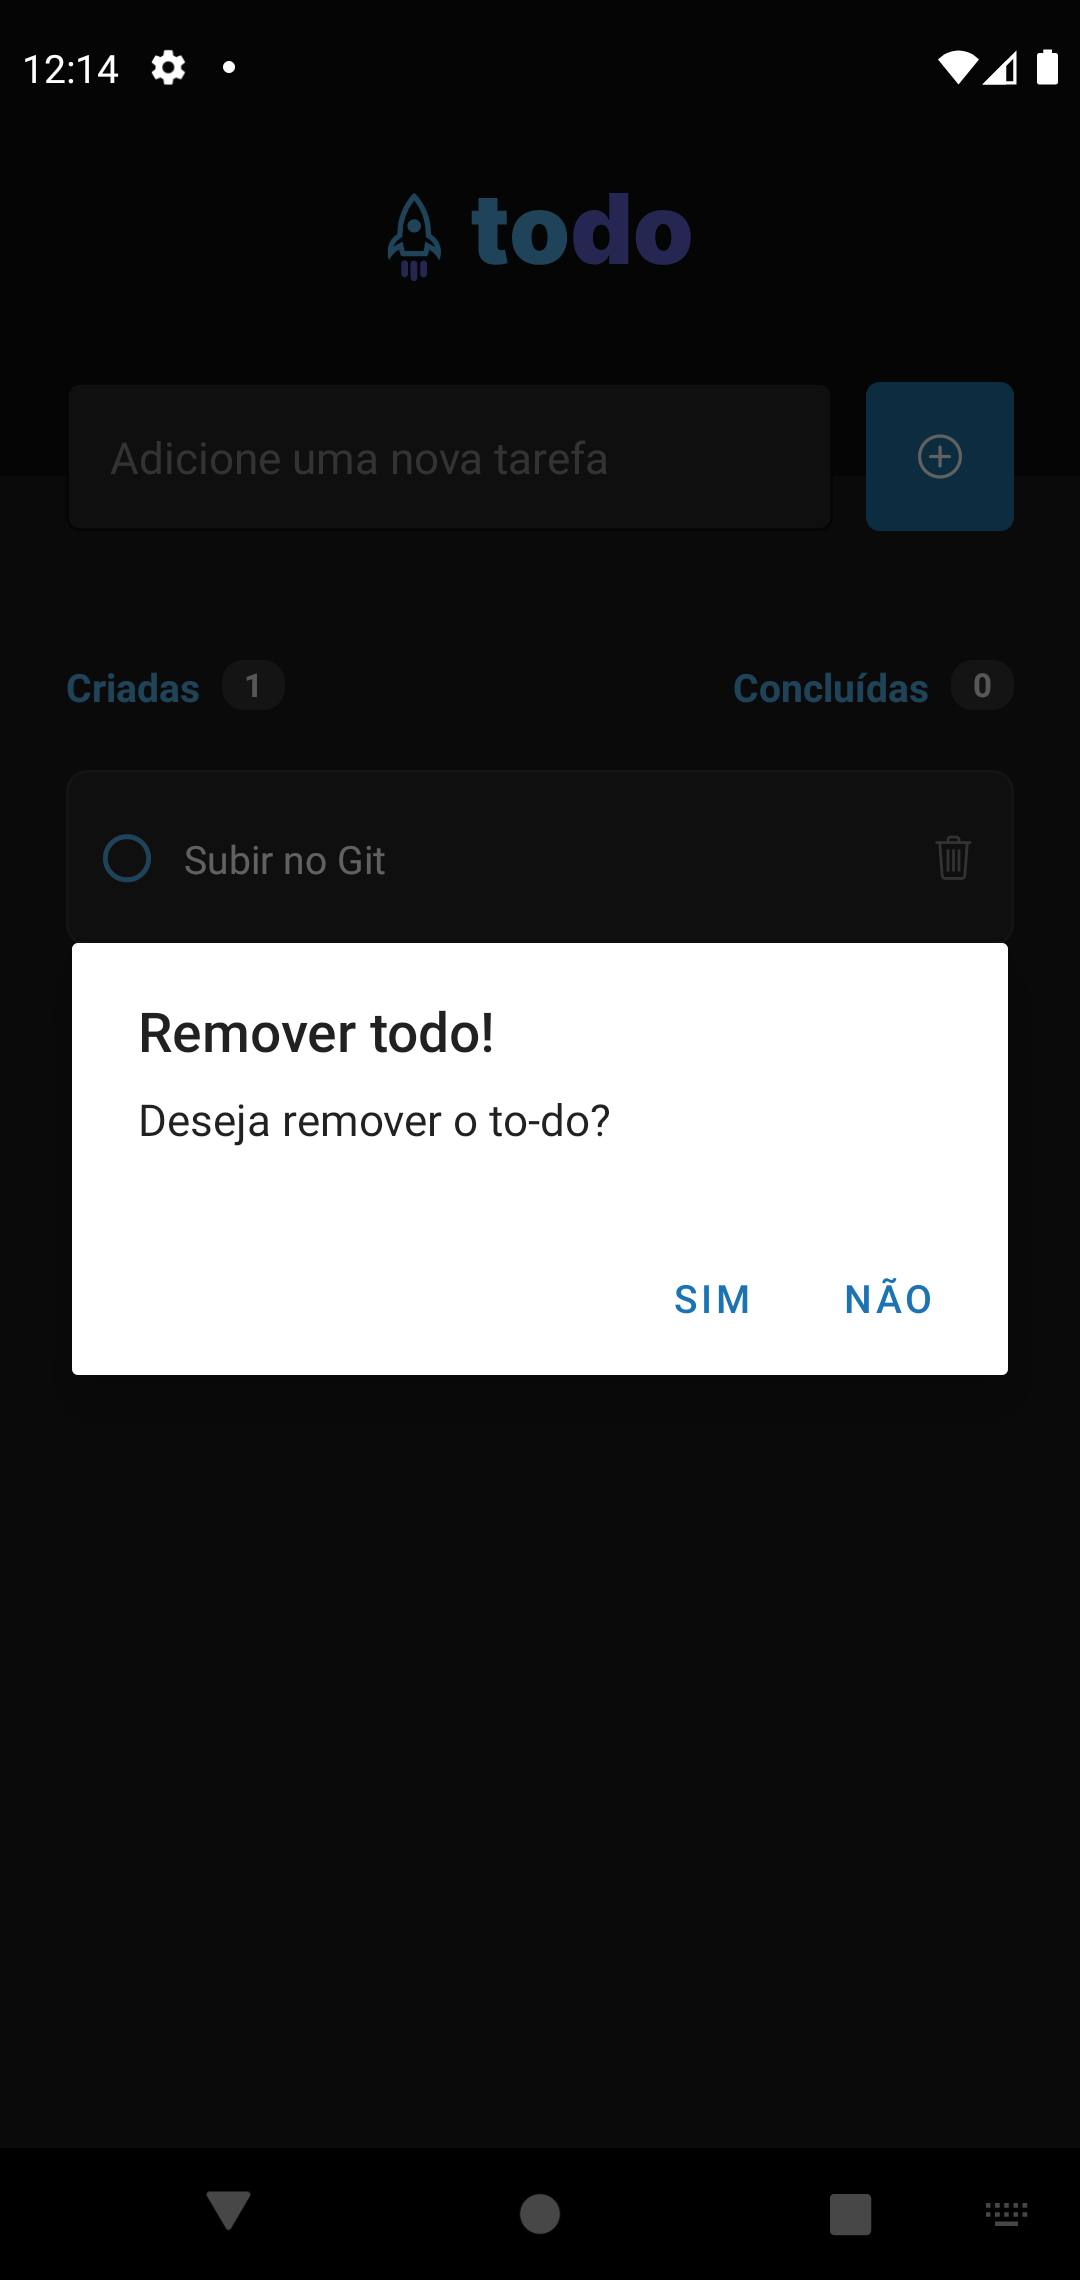 12:14
todo
Adicione uma nova tarefa
Criadas 1
Concluídas 0
Subir no Git
Remover todo!
Deseja remover o to-do?
SIM NÃO